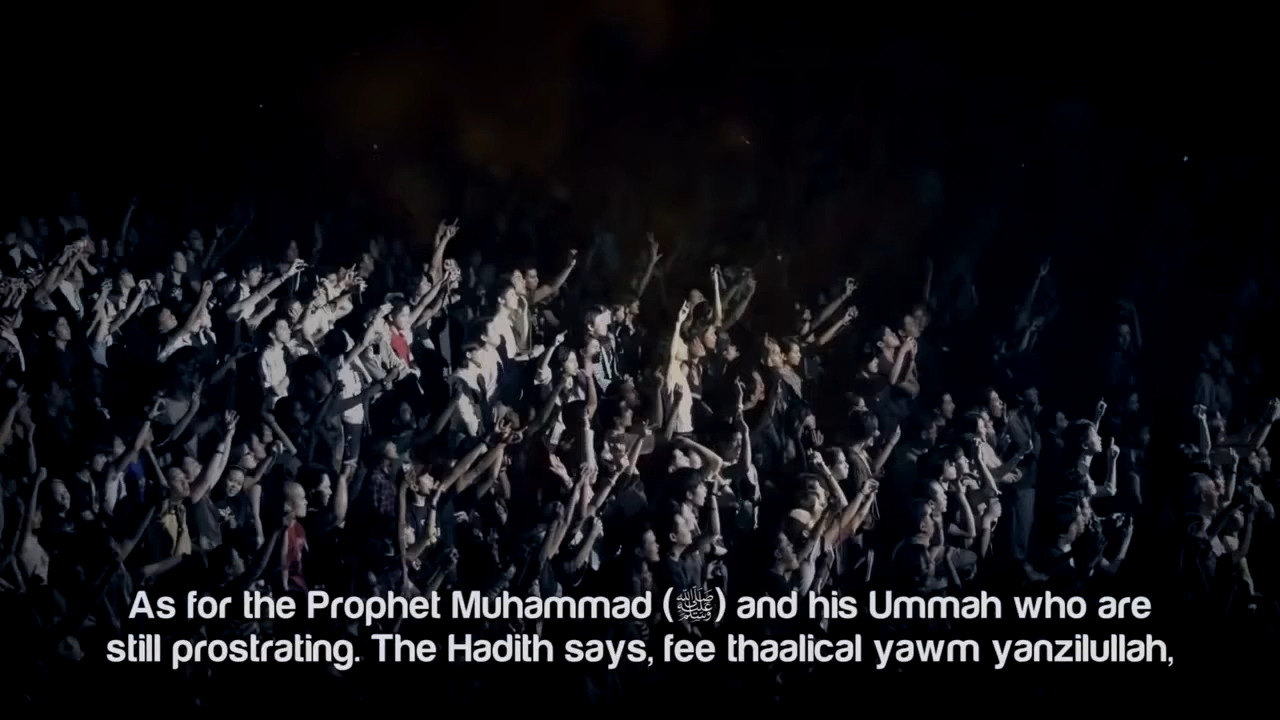 As for the Prophet Muhammad (ﷺ) and his Ummah who are
still prostrating. The Hadith says, fee thaalical yawm yanzilullah,